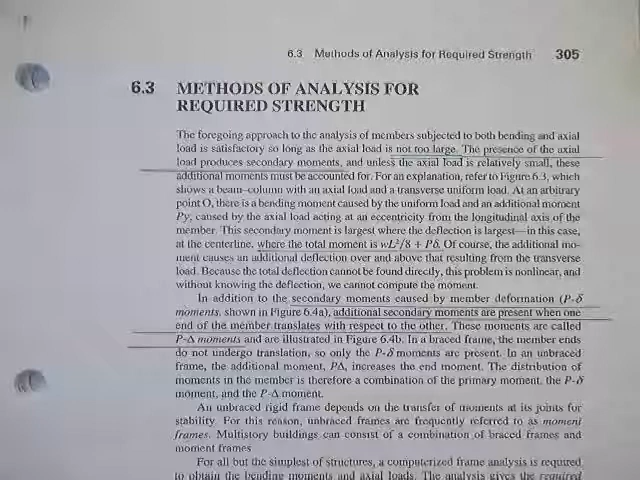 6.3 Methods of Analysis for Required Strength 305
6.3 METHODS OF ANALYSIS FOR
REQUIRED STRENGTH
The foregoing approach to the analysis of members subjected to both bending and axial
load is satisfactory so long as the axial load is not too large. The presence of the axial
load produces secondary moments, and unless the axial load is relatively small, these
additional moments must be accounted for. For an explanation, refer to Figure 6.3, which
shows a beam–column with an axial load and a transverse uniform load. At an arbitrary
point O, there is a bending moment caused by the uniform load and an additional moment
Py, caused by the axial load acting at an eccentricity from the longitudinal axis of the
member. This secondary moment is largest where the deflection is largest—in this case,
at the centerline, where the total moment is wL²/8 + Pδ. Of course, the additional mo-
ment causes an additional deflection over and above that resulting from the transverse
load. Because the total deflection cannot be found directly, this problem is nonlinear, and
without knowing the deflection, we cannot compute the moment.
In addition to the secondary moments caused by member deformation (P-δ
moments, shown in Figure 6.4a), additional secondary moments are present when one
end of the member translates with respect to the other. These moments are called
P-Δ moments and are illustrated in Figure 6.4b. In a braced frame, the member ends
do not undergo translation, so only the P-δ moments are present. In an unbraced
frame, the additional moment, PΔ, increases the end moment. The distribution of
moments in the member is therefore a combination of the primary moment, the P-δ
moment, and the P-Δ moment.
An unbraced rigid frame depends on the transfer of moments at its joints for
stability. For this reason, unbraced frames are frequently referred to as moment
frames. Multistory buildings can consist of a combination of braced frames and
moment frames.
For all but the simplest of structures, a computerized frame analysis is required
to obtain the bending moments and axial loads. The analysis gives the required